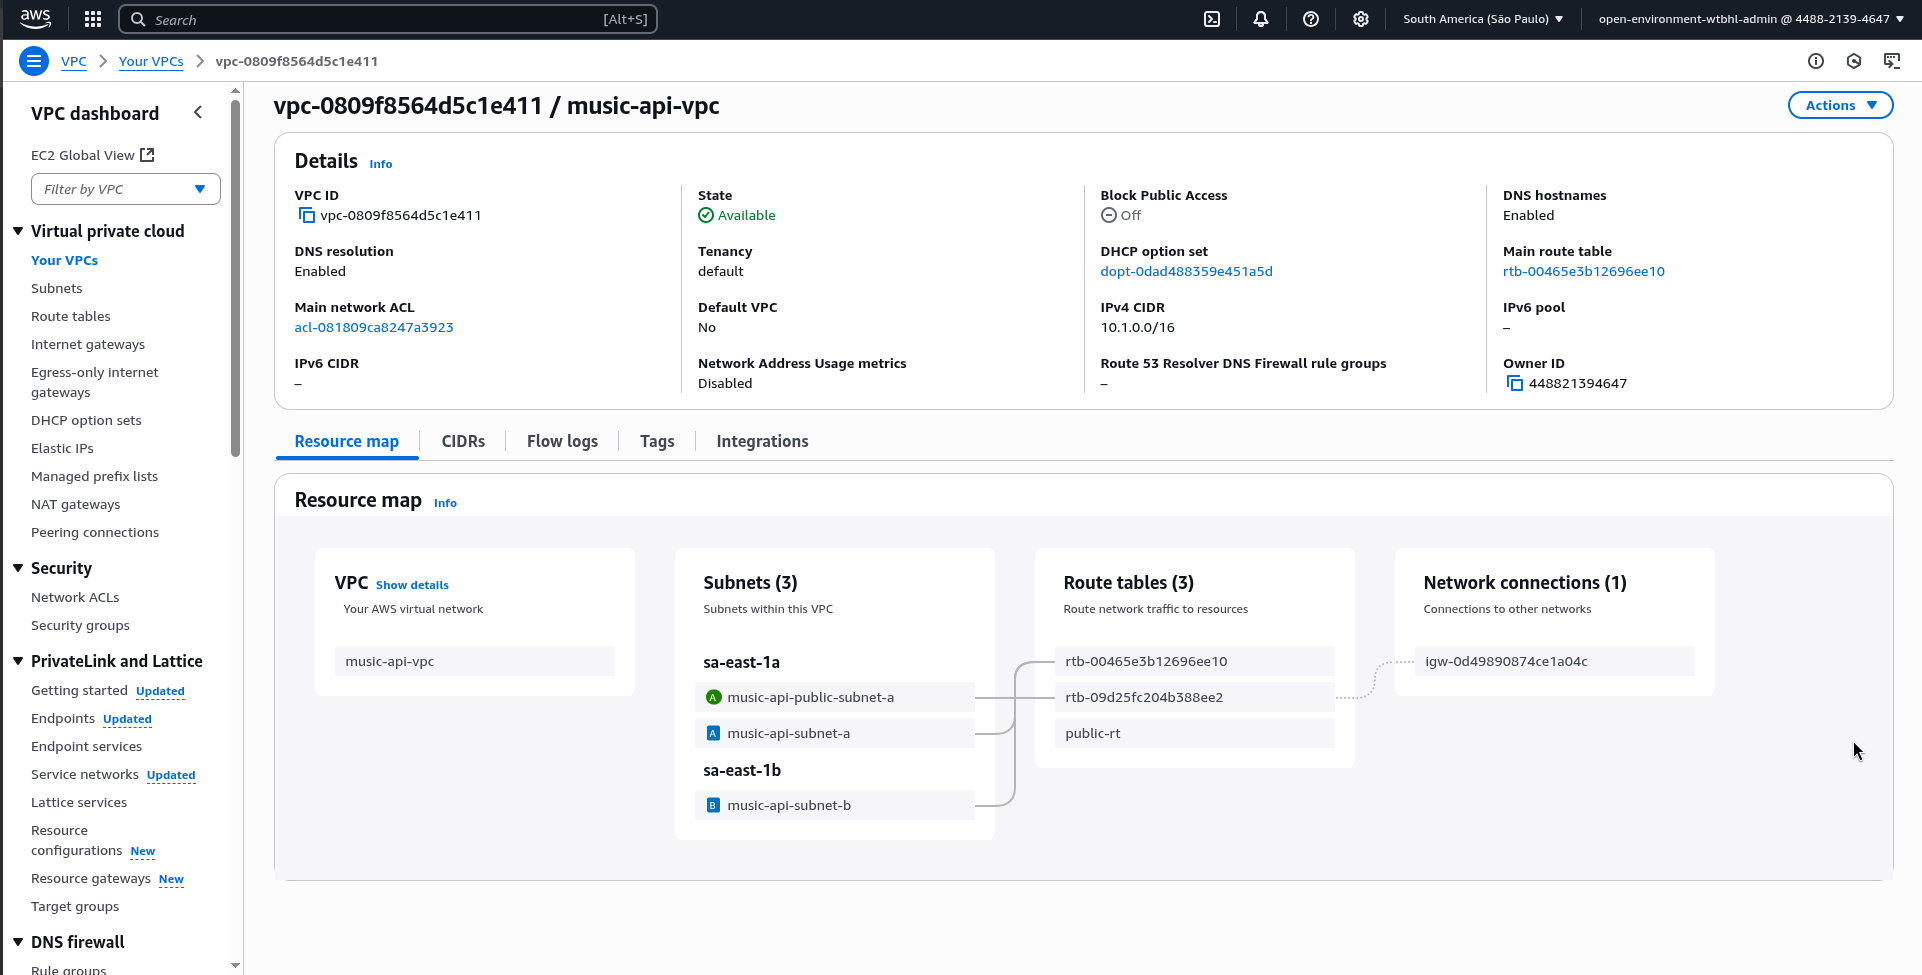 aws
Search [Alt+S]
South America (São Paulo)
open-environment-wtbhl-admin @ 4488-2139-4647
VPC
Your VPCs
vpc-0809f8564d5c1e411
VPC dashboard
EC2 Global View
Filter by VPC
Virtual private cloud
Your VPCs
Subnets
Route tables
Internet gateways
Egress-only internet
gateways
DHCP option sets
Elastic IPs
Managed prefix lists
NAT gateways
Peering connections
Security
Network ACLs
Security groups
PrivateLink and Lattice
Getting started Updated
Endpoints Updated
Endpoint services
Service networks Updated
Lattice services
Resource
configurations New
Resource gateways New
Target groups
DNS firewall
Rule groups
vpc-0809f8564d5c1e411 / music-api-vpc
Actions
Details Info
VPC ID
vpc-0809f8564d5c1e411
State
Available
Block Public Access
Off
DNS hostnames
Enabled
DNS resolution
Enabled
Tenancy
default
DHCP option set
dopt-0dad488359e451a5d
Main route table
rtb-00465e3b12696ee10
Main network ACL
acl-081809ca8247a3923
Default VPC
No
IPv4 CIDR
10.1.0.0/16
IPv6 pool
–
IPv6 CIDR
–
Network Address Usage metrics
Disabled
Route 53 Resolver DNS Firewall rule groups
–
Owner ID
448821394647
Resource map
CIDRs
Flow logs
Tags
Integrations
Resource map Info
VPC Show details
Your AWS virtual network
music-api-vpc
Subnets (3)
Subnets within this VPC
sa-east-1a
A music-api-public-subnet-a
A music-api-subnet-a
sa-east-1b
B music-api-subnet-b
Route tables (3)
Route network traffic to resources
rtb-00465e3b12696ee10
rtb-09d25fc204b388ee2
public-rt
Network connections (1)
Connections to other networks
igw-0d49890874ce1a04c